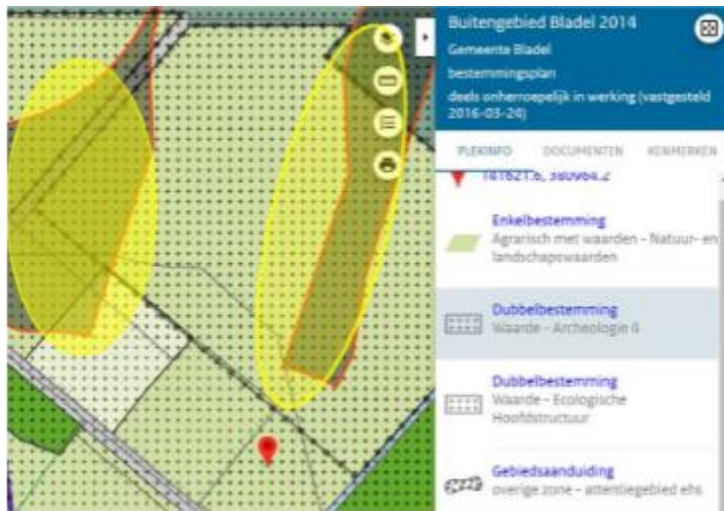 Buitengebied Bladel 2014
Gemeente Bladel
bestemmingsplan
deels onherroepelijk in werking (vastgesteld
2016-03-24)
PLEKINFO DOCUMENTEN KENMERKEN
141621.6, 380964.2
Enkelbestemming
Agrarisch met waarden - Natuur- en
landschapswaarden
Dubbelbestemming
Waarde - Archeologie
Dubbelbestemming
Waarde - Ecologische
Hoofdstructuur
Gebiedsaanduiding
overige zone - attentiegebied ehs